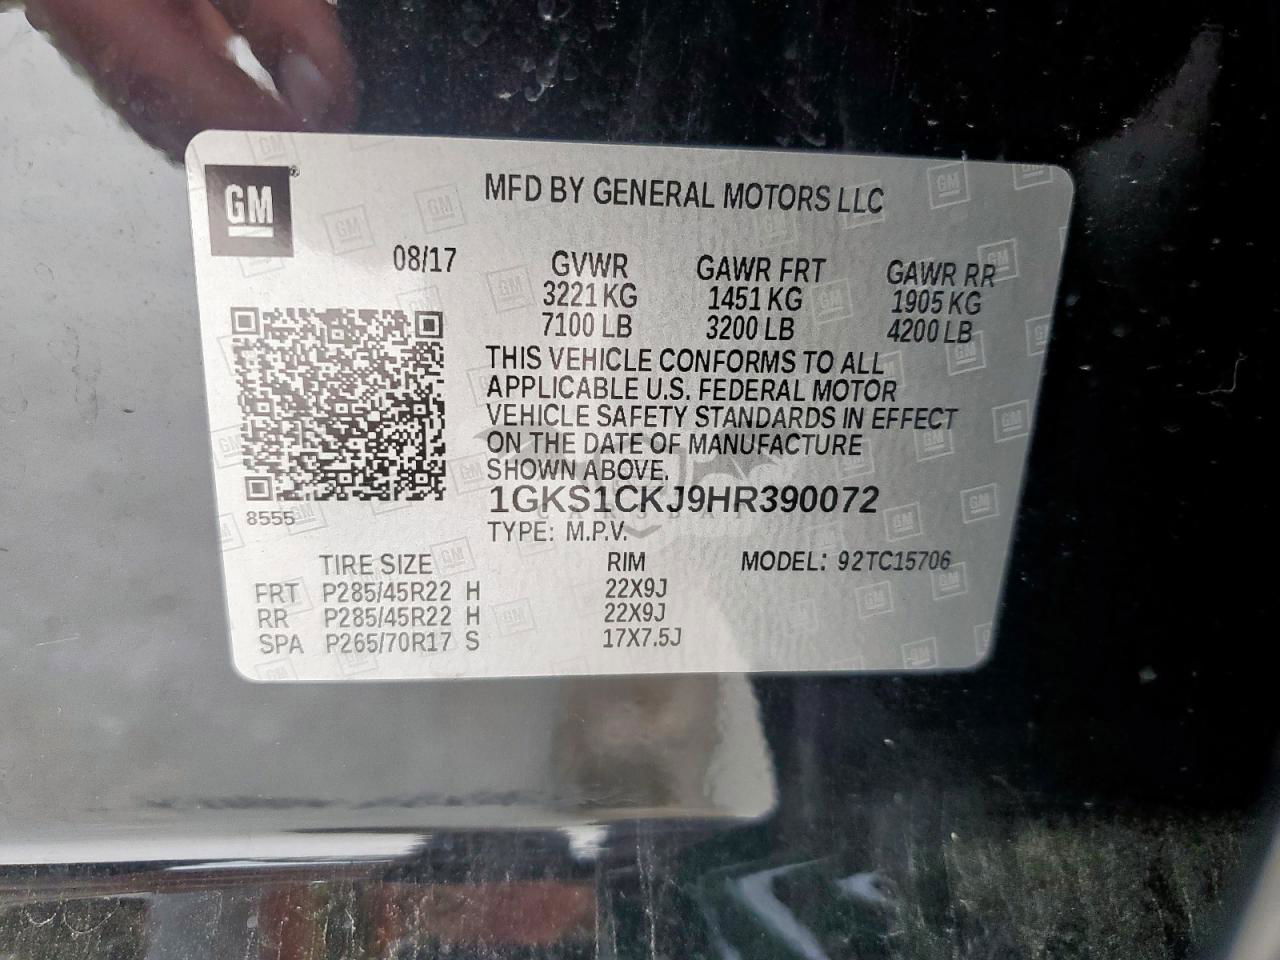 GM
MFD BY GENERAL MOTORS LLC
08/17
GVWR GAWR FRT GAWR RR
3221 KG 1451 KG 1905 KG
7100 LB 3200 LB 4200 LB
THIS VEHICLE CONFORMS TO ALL
APPLICABLE U.S. FEDERAL MOTOR
VEHICLE SAFETY STANDARDS IN EFFECT
ON THE DATE OF MANUFACTURE
SHOWN ABOVE.
1GKS1CKJ9HR390072
8555
TYPE: M.P.V.
TIRE SIZE RIM MODEL: 92TC15706
FRT P285/45R22 H 22X9J
RR P285/45R22 H 22X9J
SPA P265/70R17 S 17X7.5J